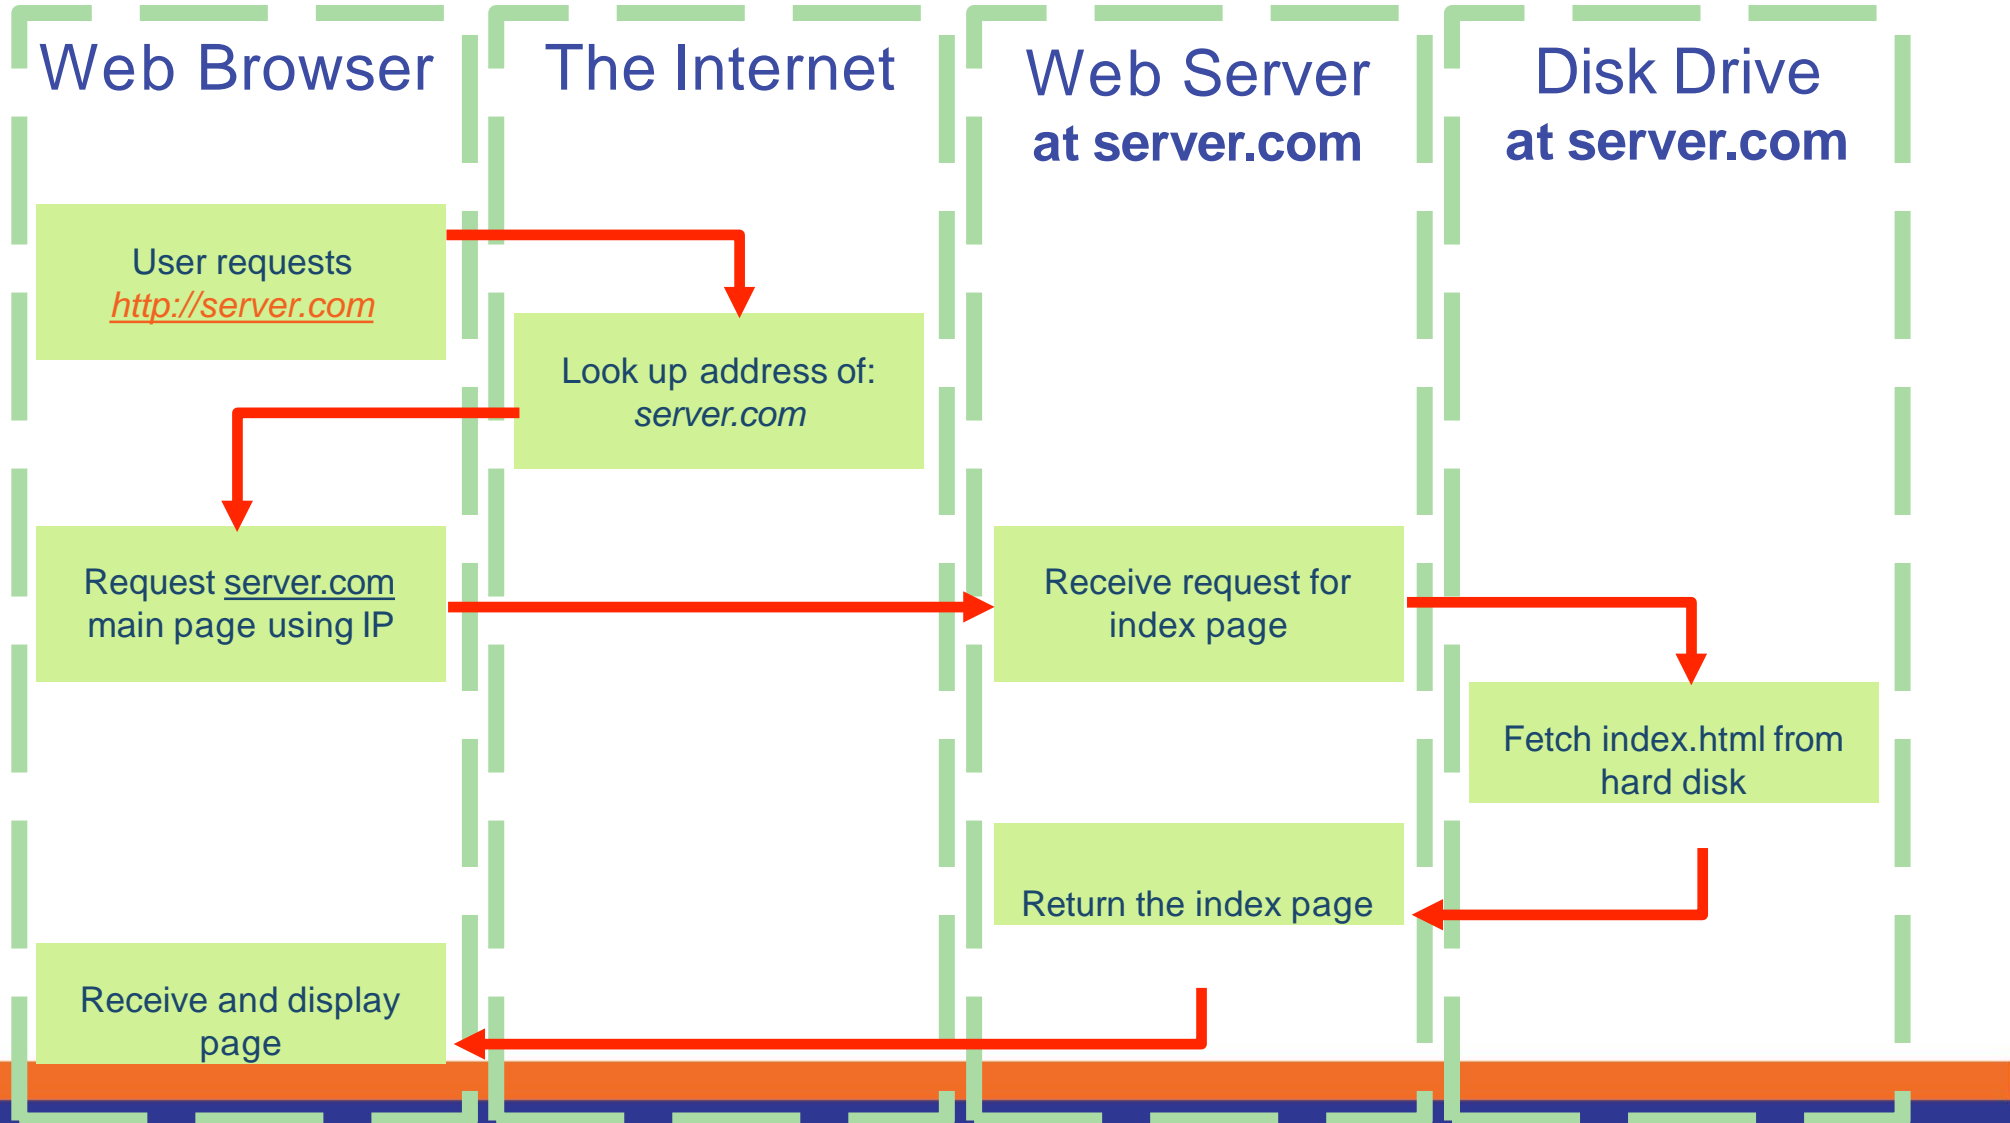 Web Browser
The Internet
Web Server
at server.com
Disk Drive
at server.com
User requests
http://server.com
Look up address of:
server.com
Request server.com
main page using IP
Receive request for
index page
Fetch index.html from
hard disk
Return the index page
Receive and display
page